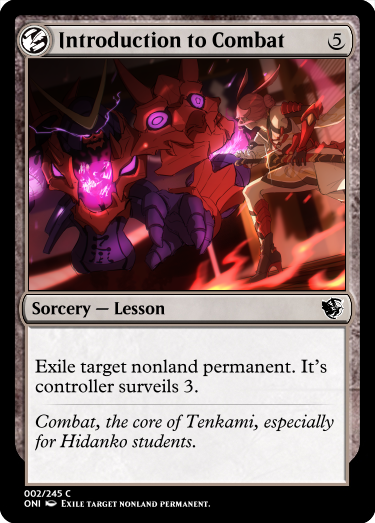 Introduction to Combat 5
Sorcery — Lesson
Exile target nonland permanent. It's
controller surveils 3.
Combat, the core of Tenkami, especially
for Hidanko students.
002/245 C
ONI EXILE TARGET NONLAND PERMANENT.